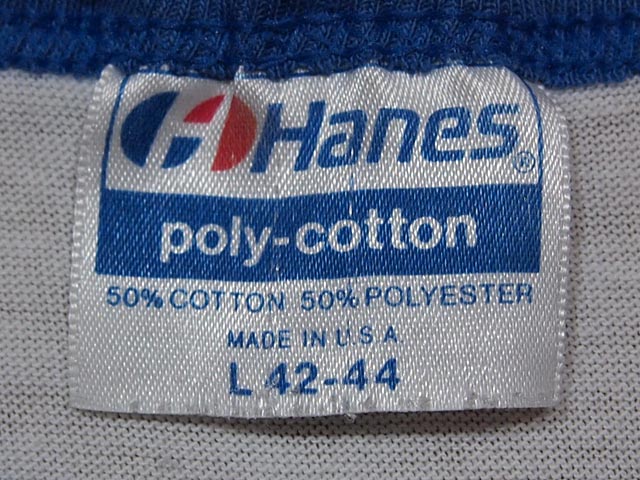 Hanes®
poly-cotton
50% COTTON 50% POLYESTER
MADE IN U.S.A.
L 42-44